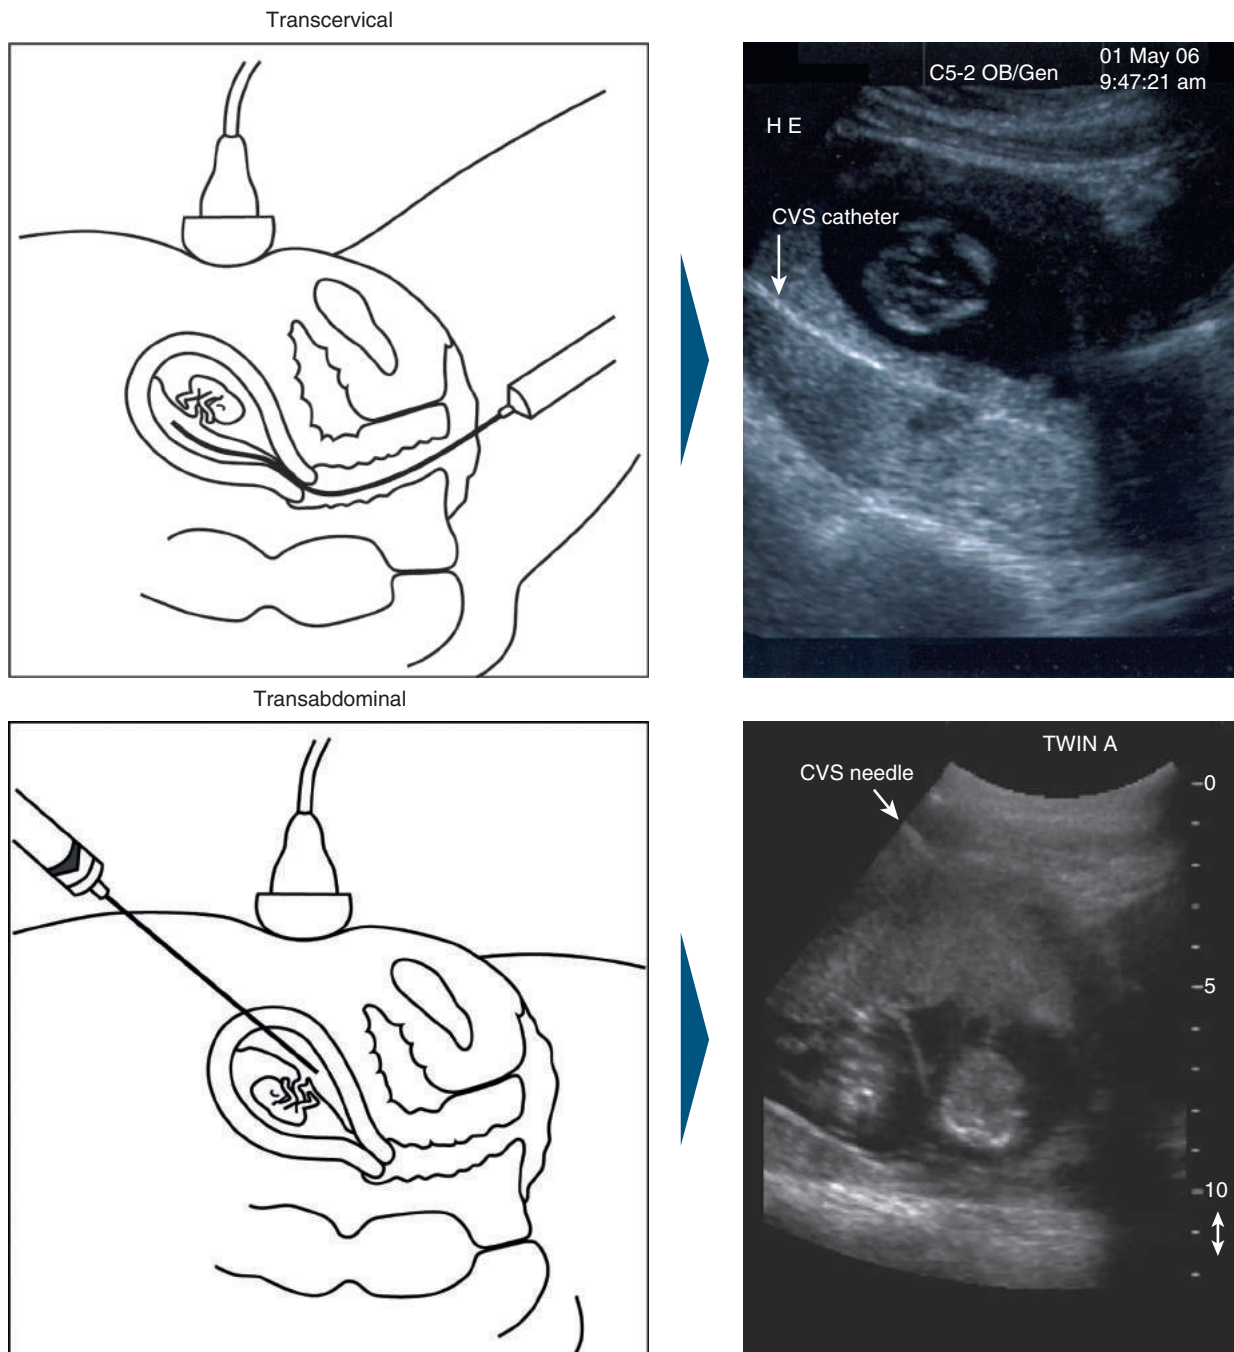 Transcervical
C5-2 OB/Gen
01 May 06
9:47:21 am
H E
CVS catheter
Transabdominal
TWIN A
CVS needle
0
5
10